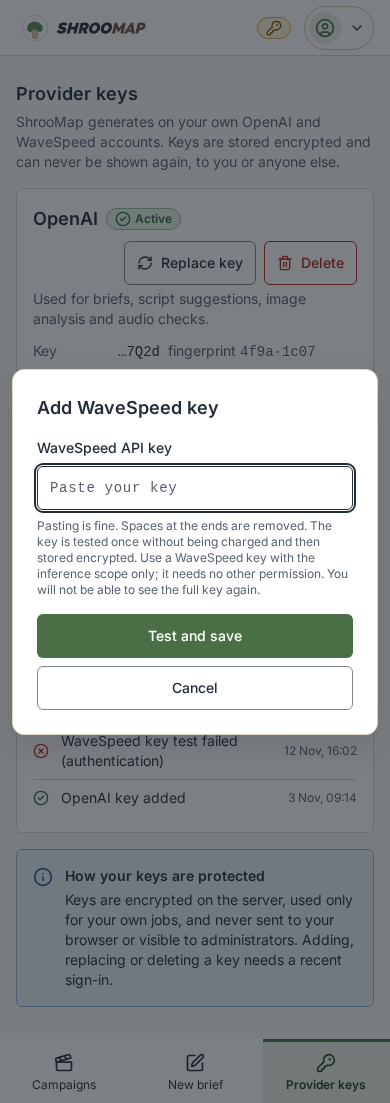 SHROOMAP
Provider keys
ShrooMap generates on your own OpenAI and
WaveSpeed accounts. Keys are stored encrypted and
can never be shown again, to you or anyone else.
OpenAI Active
Replace key Delete
Used for briefs, script suggestions, image
analysis and audio checks.
Key …7Q2d fingerprint 4f9a·1c07
Add WaveSpeed key
WaveSpeed API key
Paste your key
Pasting is fine. Spaces at the ends are removed. The
key is tested once without being charged and then
stored encrypted. Use a WaveSpeed key with the
inference scope only; it needs no other permission. You
will not be able to see the full key again.
Test and save
Cancel
WaveSpeed key test failed
(authentication)
12 Nov, 16:02
OpenAI key added 3 Nov, 09:14
How your keys are protected
Keys are encrypted on the server, used only
for your own jobs, and never sent to your
browser or visible to administrators. Adding,
replacing or deleting a key needs a recent
sign-in.
Campaigns New brief Provider keys